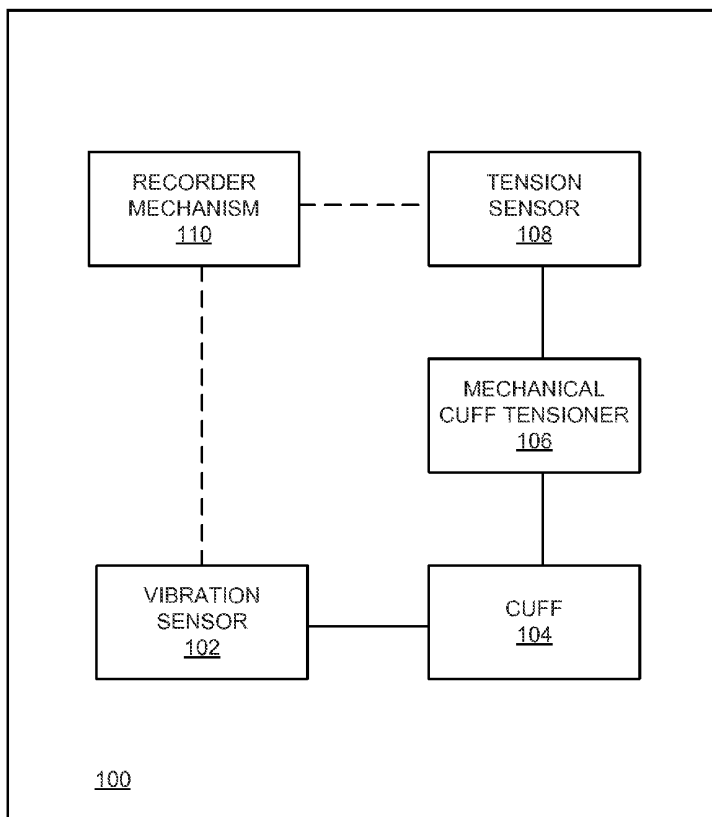 RECORDER
MECHANISM
110
TENSION
SENSOR
108
MECHANICAL
CUFF TENSIONER
106
VIBRATION
SENSOR
102
CUFF
104
100